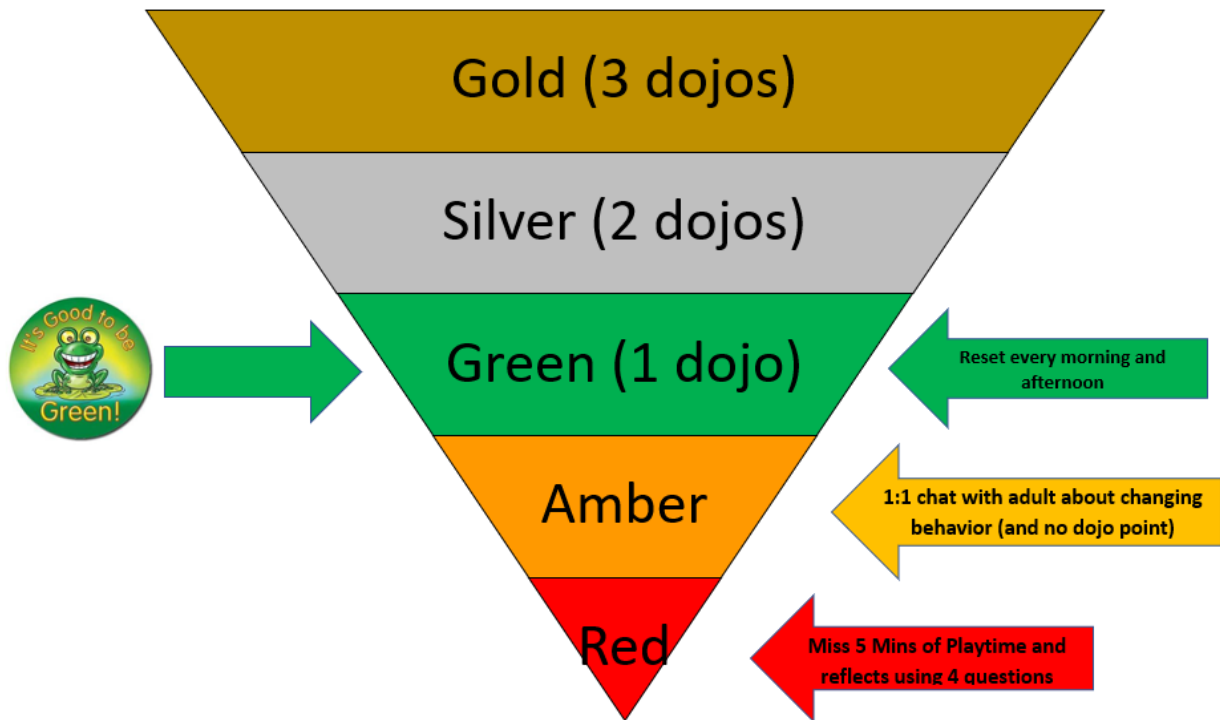 Gold (3 dojos)
Silver (2 dojos)
It's Good to be
Green!
Green (1 dojo)
Reset every morning and
afternoon
Amber
1:1 chat with adult about changing
behavior (and no dojo point)
Red
Miss 5 Mins of Playtime and
reflects using 4 questions